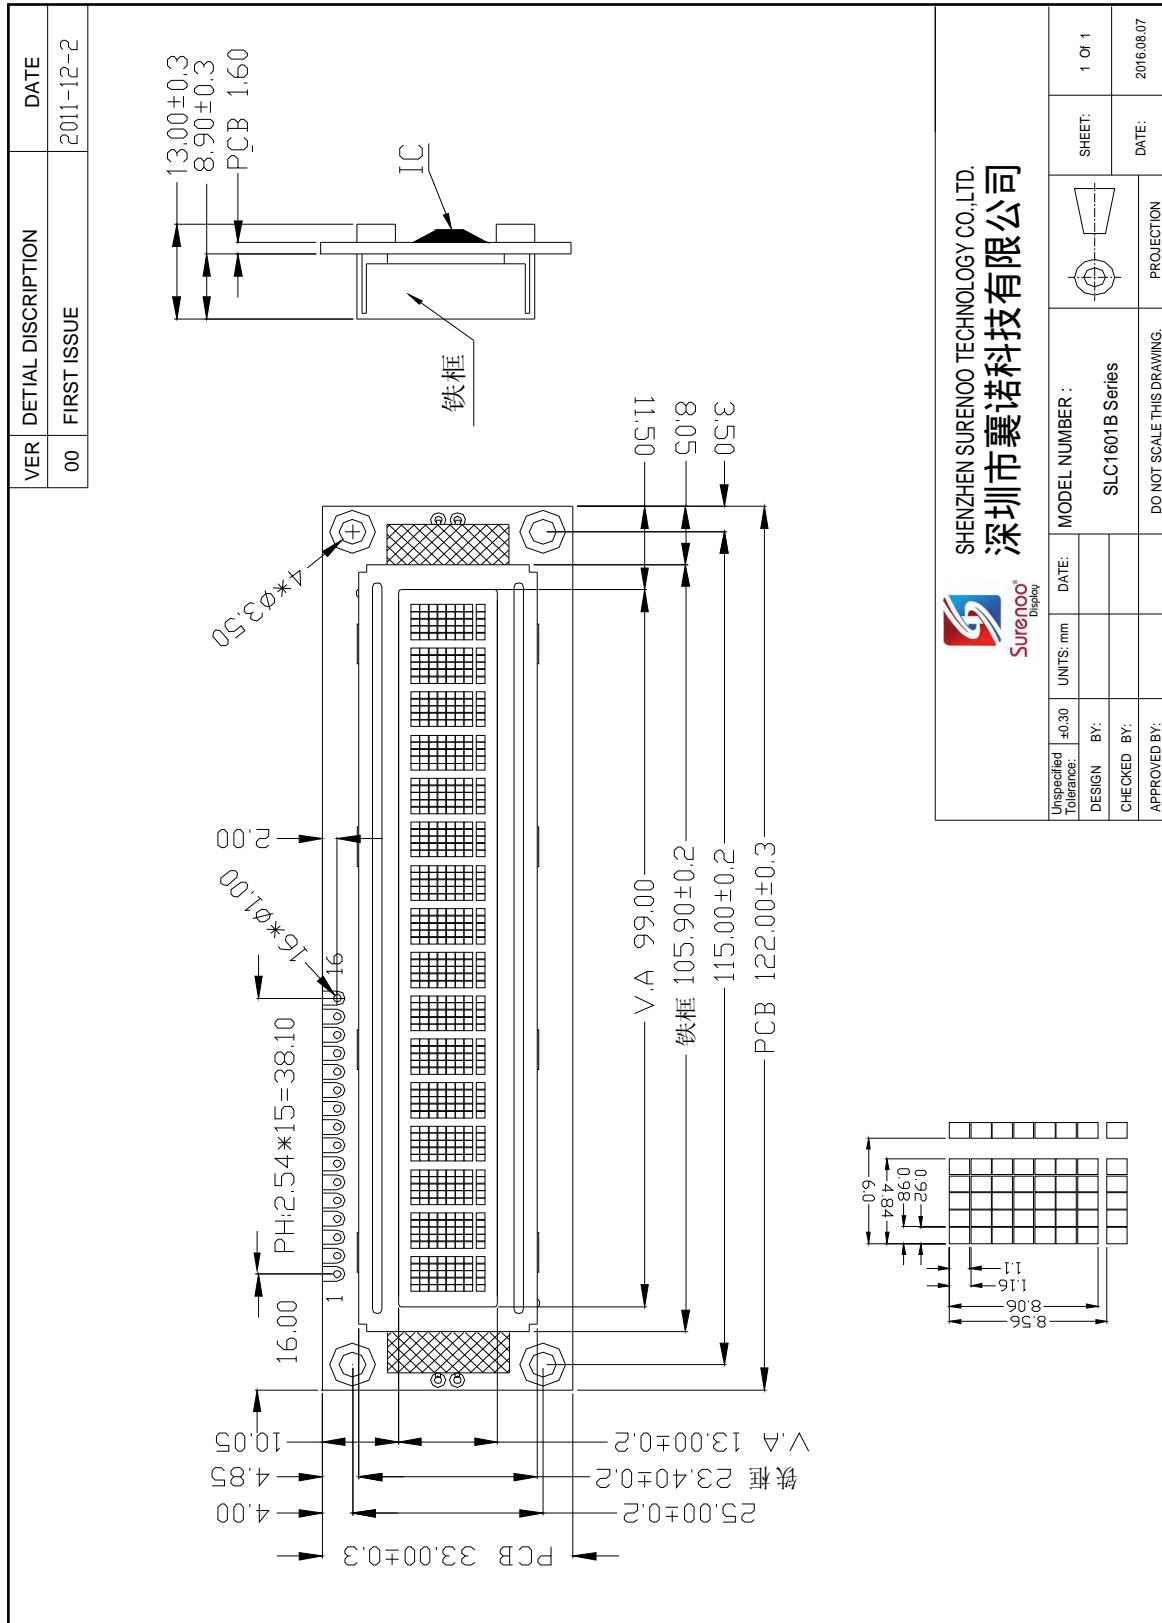 VER DETIAL DISCRIPTION DATE
00 FIRST ISSUE 2011-12-2
13.00±0.3
8.90±0.3
PCB 1.60
IC
铁框
11.50
8.05
3.50
4*Ø3.50
2.00
16*Ø1.00
16
PH:2.54*15=38.10
1
16.00
V.A 99.00
铁框 105.90±0.2
115.00±0.2
PCB 122.00±0.3
10.05
4.85
4.00
V.A 13.00±0.2
铁框 23.40±0.2
25.00±0.2
PCB 33.00±0.3
6.0
4.84
0.98
0.92
1.1
1.16
8.06
8.56
Surenoo®
Display
SHENZHEN SURENOO TECHNOLOGY CO.,LTD.
深圳市襄诺科技有限公司
Unspecified Tolerance: ±0.30 UNITS: mm DATE: MODEL NUMBER : SHEET: 1 Of 1
DESIGN BY:
CHECKED BY: SLC1601B Series DATE: 2016.08.07
APPROVED BY: DO NOT SCALE THIS DRAWING. PROJECTION